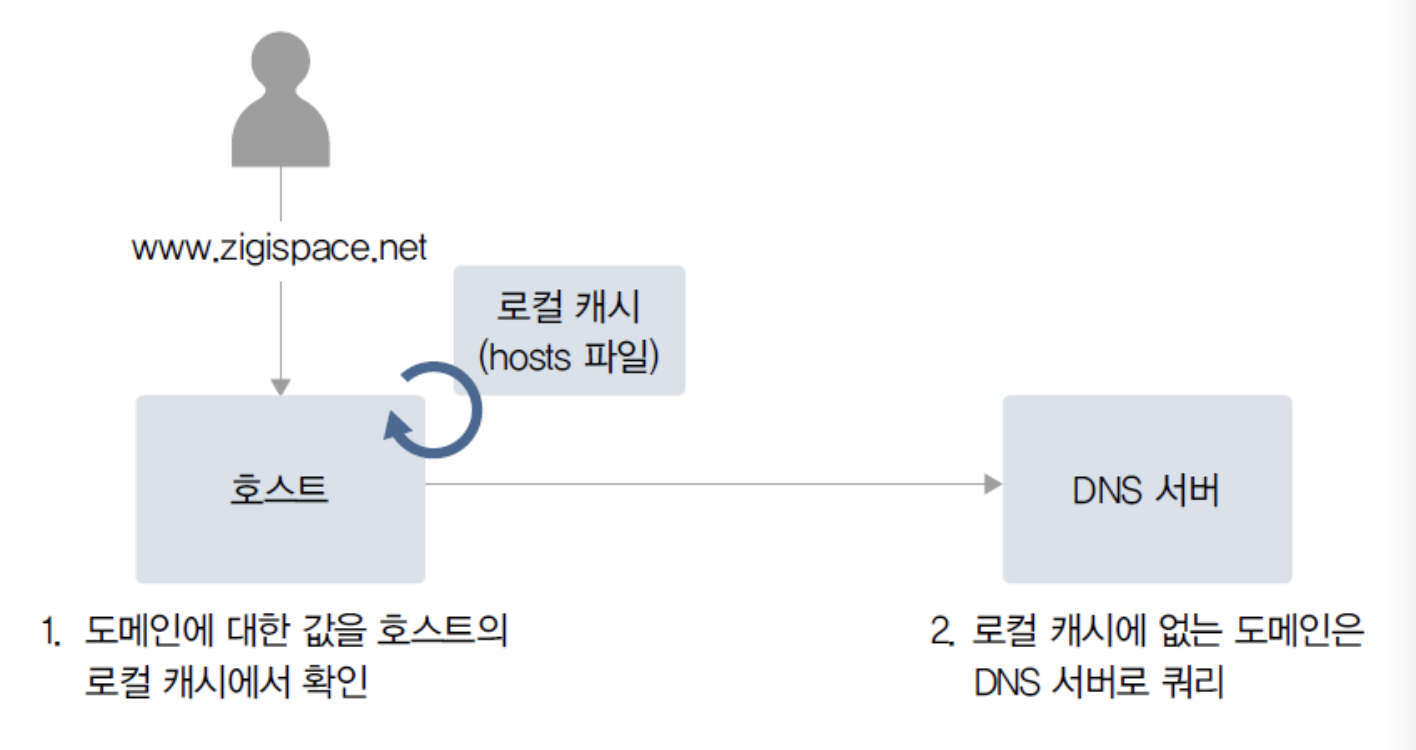 www.zigispace.net
로컬 캐시
(hosts 파일)
호스트
DNS 서버
1. 도메인에 대한 값을 호스트의
로컬 캐시에서 확인
2. 로컬 캐시에 없는 도메인은
DNS 서버로 쿼리